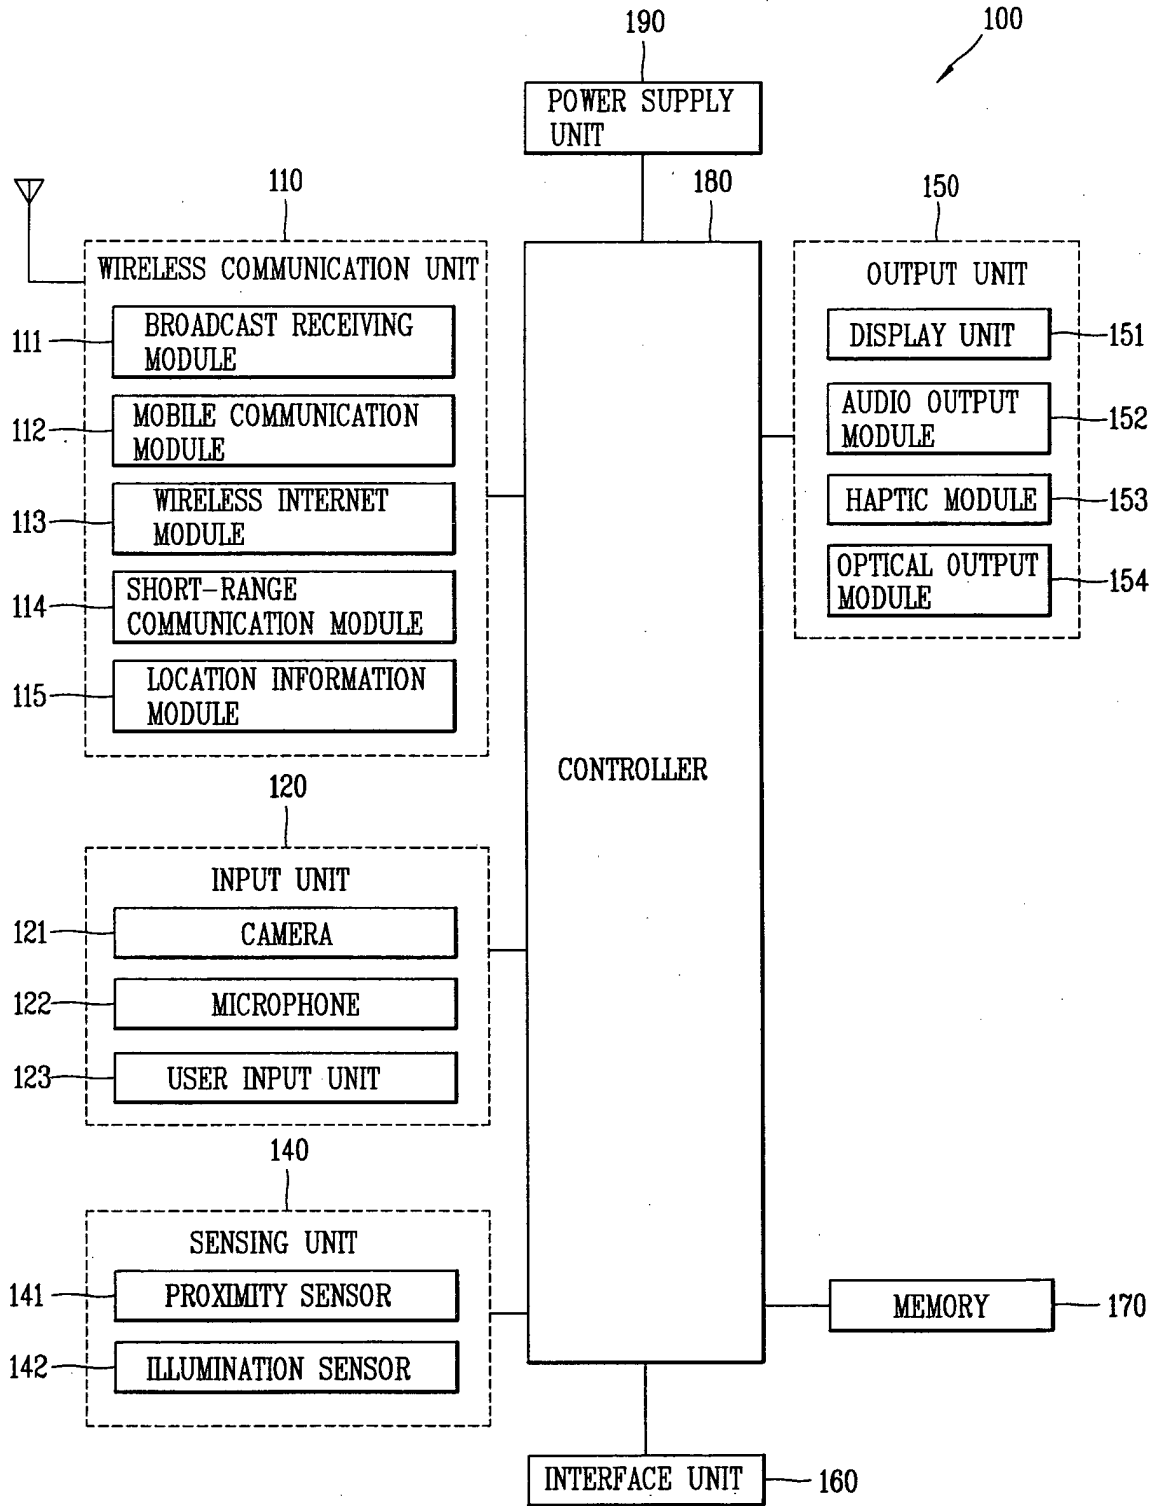 190
100
POWER SUPPLY
UNIT
110
180
150
WIRELESS COMMUNICATION UNIT
111
BROADCAST RECEIVING
MODULE
112
MOBILE COMMUNICATION
MODULE
113
WIRELESS INTERNET
MODULE
114
SHORT-RANGE
COMMUNICATION MODULE
115
LOCATION INFORMATION
MODULE
OUTPUT UNIT
DISPLAY UNIT
151
AUDIO OUTPUT
MODULE
152
HAPTIC MODULE
153
OPTICAL OUTPUT
MODULE
154
CONTROLLER
120
INPUT UNIT
121
CAMERA
122
MICROPHONE
123
USER INPUT UNIT
140
SENSING UNIT
141
PROXIMITY SENSOR
142
ILLUMINATION SENSOR
MEMORY
170
INTERFACE UNIT
160